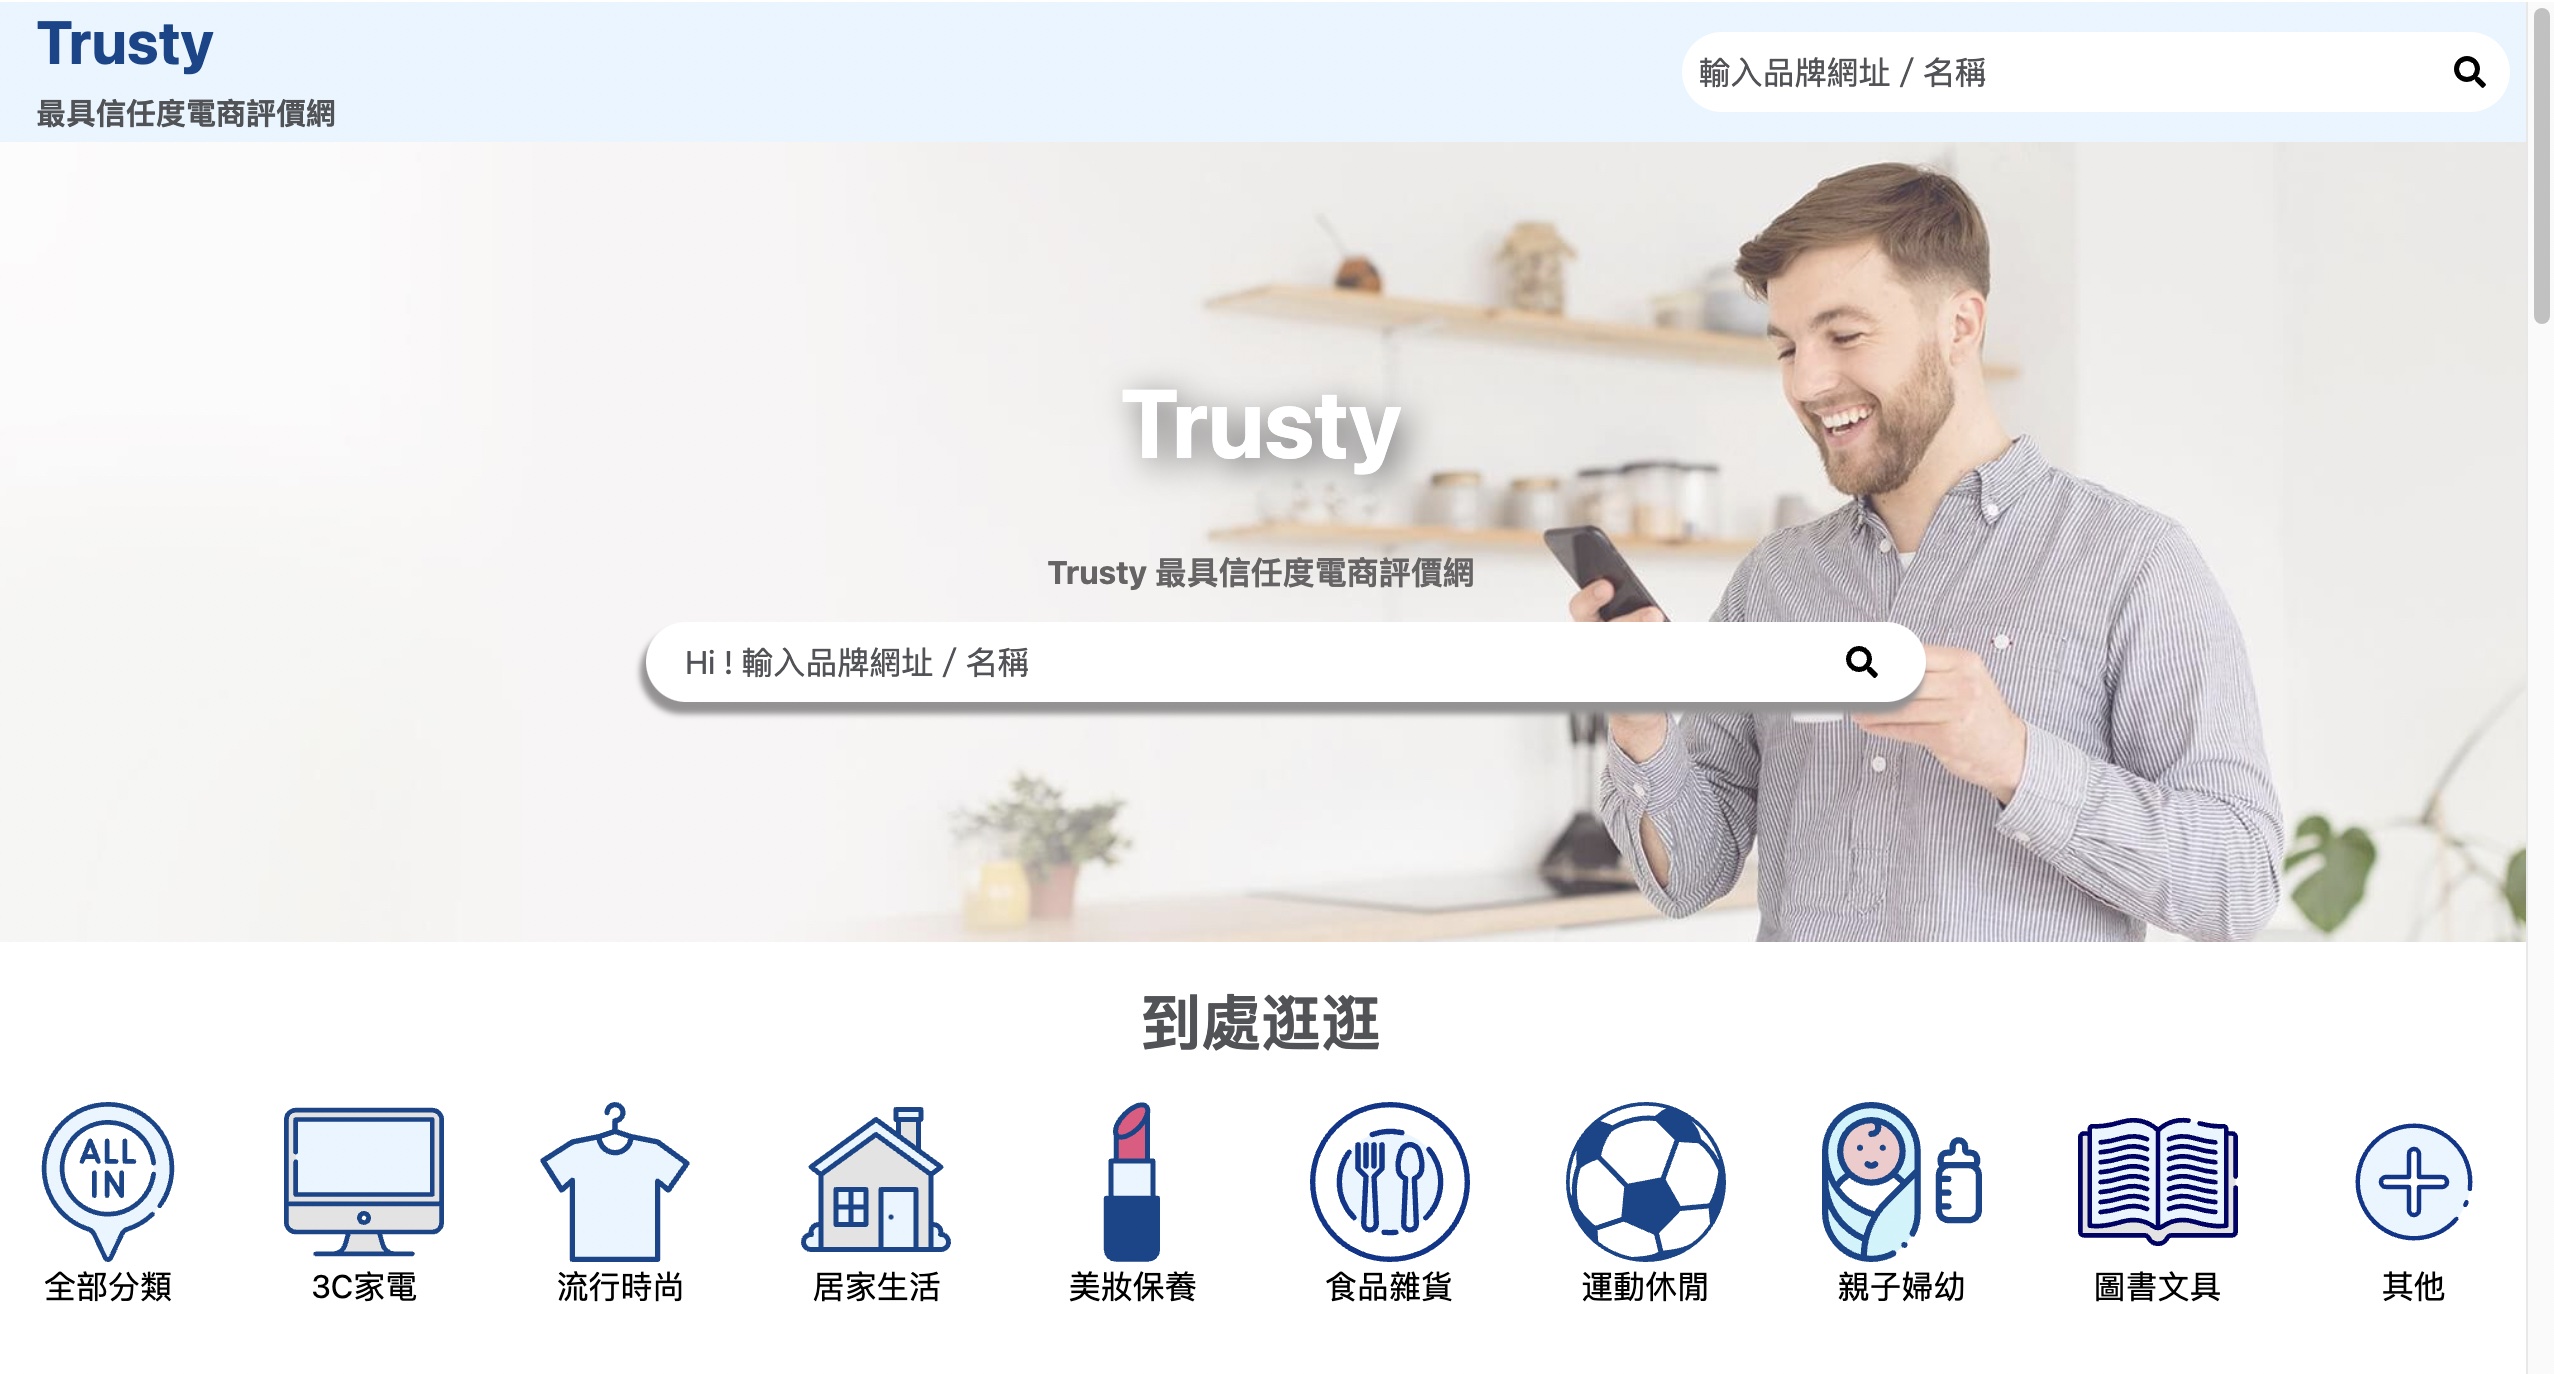 Trusty
最具信任度電商評價網
輸入品牌網址 / 名稱
Trusty
Trusty 最具信任度電商評價網
Hi ! 輸入品牌網址 / 名稱
到處逛逛
ALL
IN
全部分類
3C家電
流行時尚
居家生活
美妝保養
食品雜貨
運動休閒
親子婦幼
圖書文具
其他